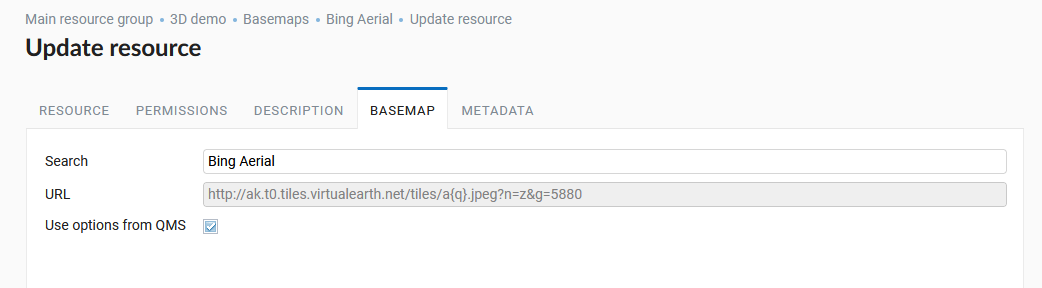 Main resource group • 3D demo • Basemaps • Bing Aerial • Update resource
Update resource
RESOURCE PERMISSIONS DESCRIPTION BASEMAP METADATA
Search Bing Aerial
URL http://ak.t0.tiles.virtualearth.net/tiles/a{q}.jpeg?n=z&g=5880
Use options from QMS